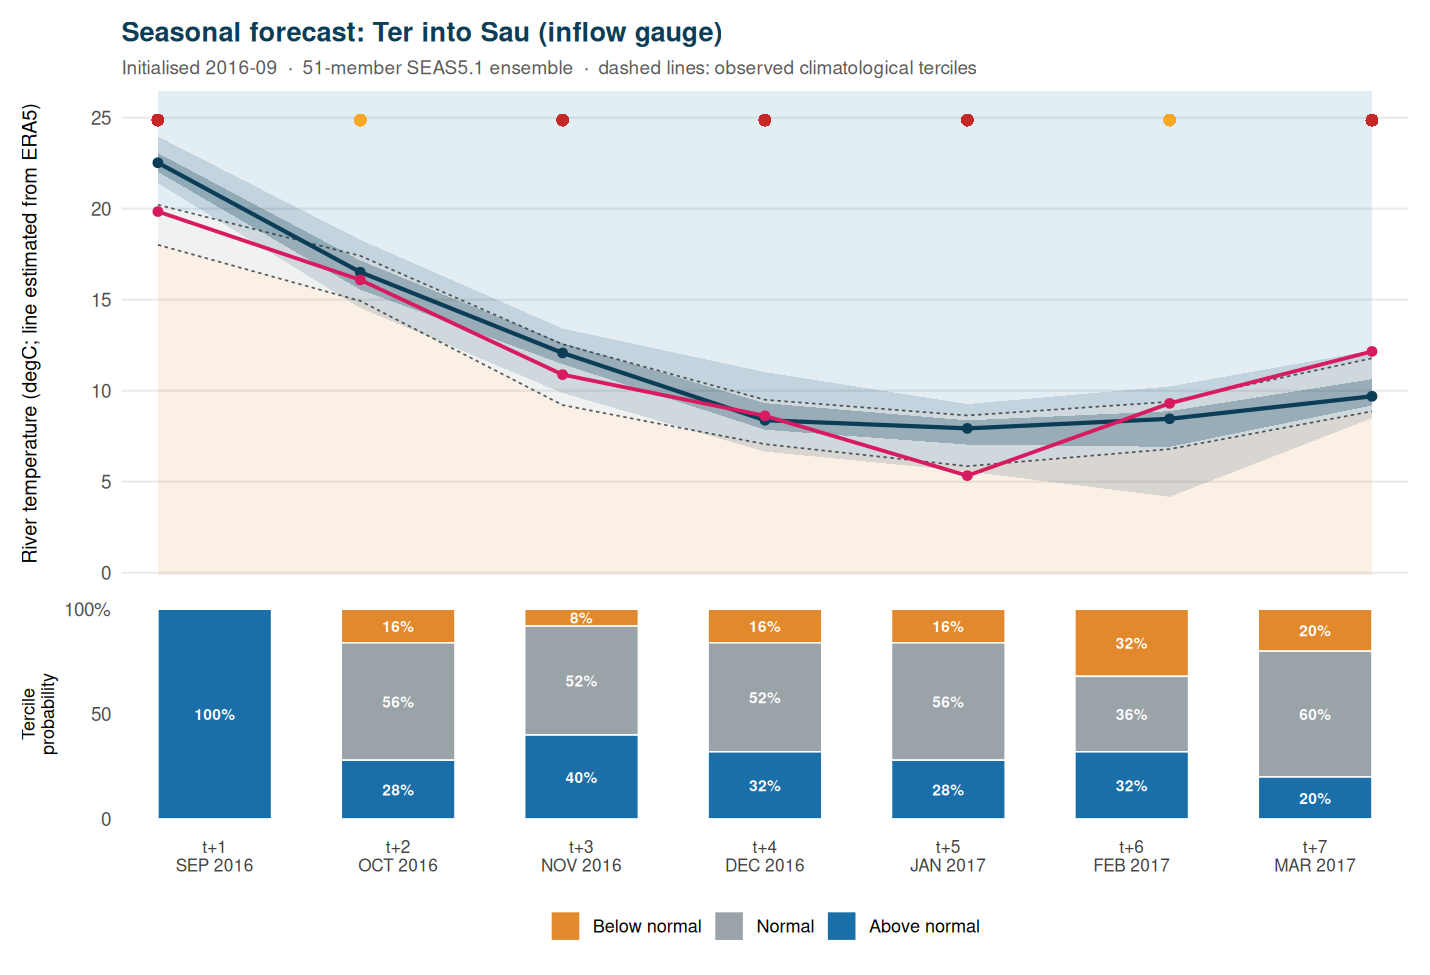 Seasonal forecast: Ter into Sau (inflow gauge)
Initialised 2016-09 · 51-member SEAS5.1 ensemble · dashed lines: observed climatological terciles
River temperature (degC; line estimated from ERA5)
25
20
15
10
5
0
Tercile
probability
100%
50
0
100%
16%
56%
28%
8%
52%
40%
16%
52%
32%
16%
56%
28%
32%
36%
32%
20%
60%
20%
t+1
SEP 2016
t+2
OCT 2016
t+3
NOV 2016
t+4
DEC 2016
t+5
JAN 2017
t+6
FEB 2017
t+7
MAR 2017
Below normal
Normal
Above normal